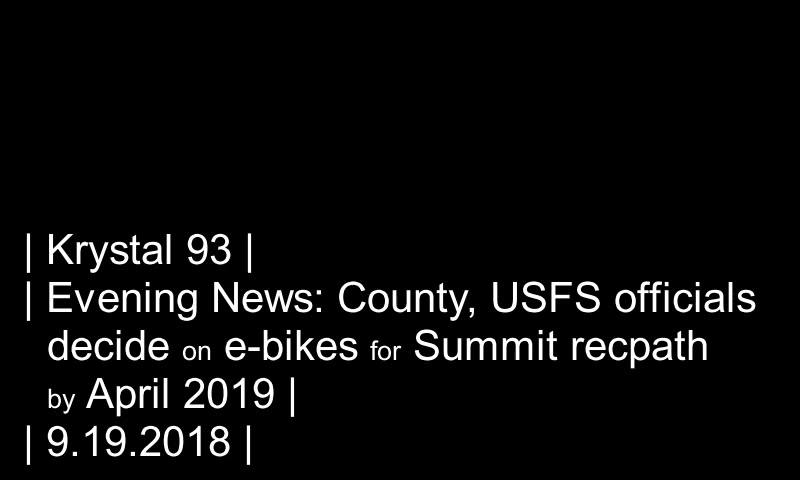 | Krystal 93 |
| Evening News: County, USFS officials
decide on e-bikes for Summit recpath
by April 2019 |
| 9.19.2018 |